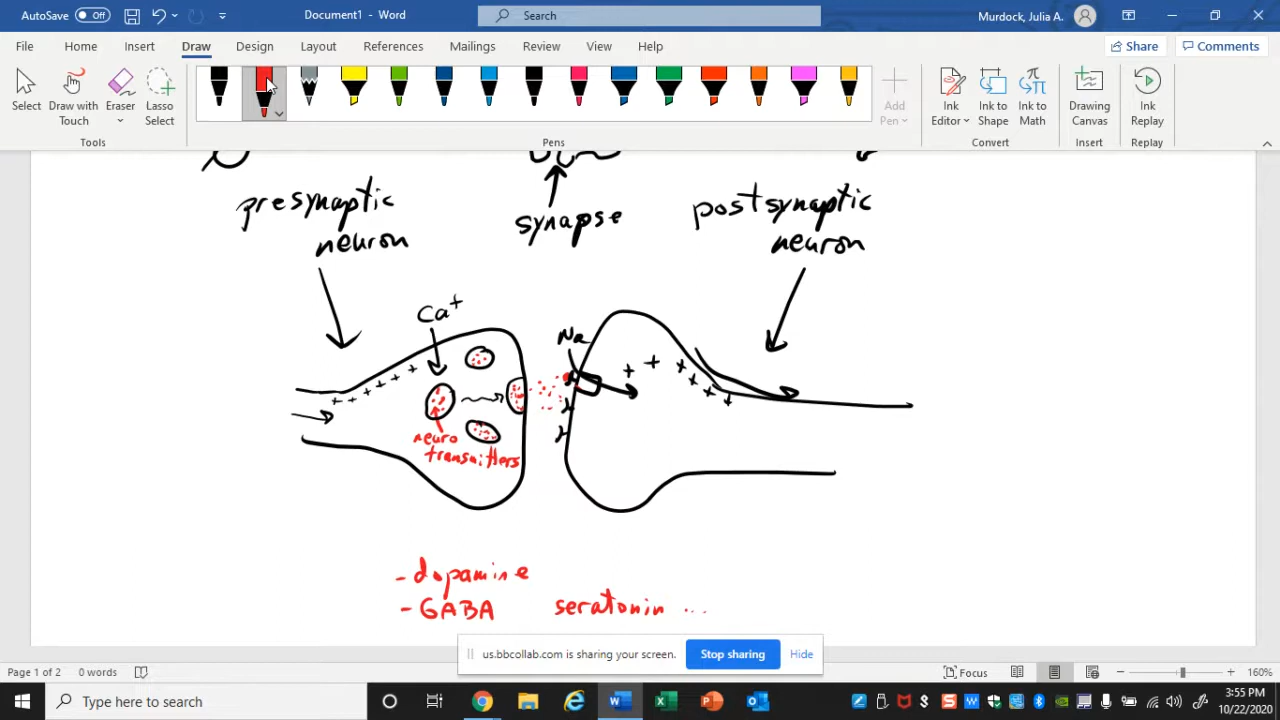 AutoSave Off Document1 - Word Search Murdock, Julia A.
File Home Insert Draw Design Layout References Mailings Review View Help Share Comments
Select Draw with Touch Eraser Lasso Select Add Pen Ink Editor Ink to Shape Ink to Math Drawing Canvas Ink Replay
Tools Pens Convert Insert Replay
presynaptic neuron
synapse
postsynaptic neuron
Ca+
Na
+ + + + + +
+ + + + + +
neuro
transmitters
- dopamine
- GABA seratonin ...
us.bbcollab.com is sharing your screen. Stop sharing Hide
Page 1 of 2 0 words Focus 160%
Type here to search 3:55 PM
10/22/2020